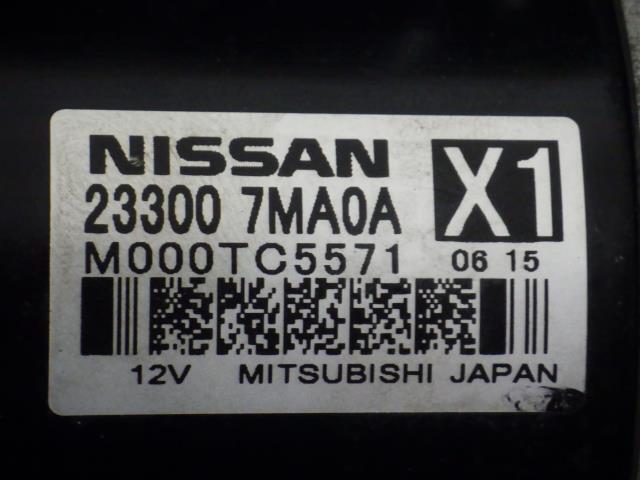 NISSAN
X1
23300 7MA0A
M000TC5571 06 15
12V MITSUBISHI JAPAN